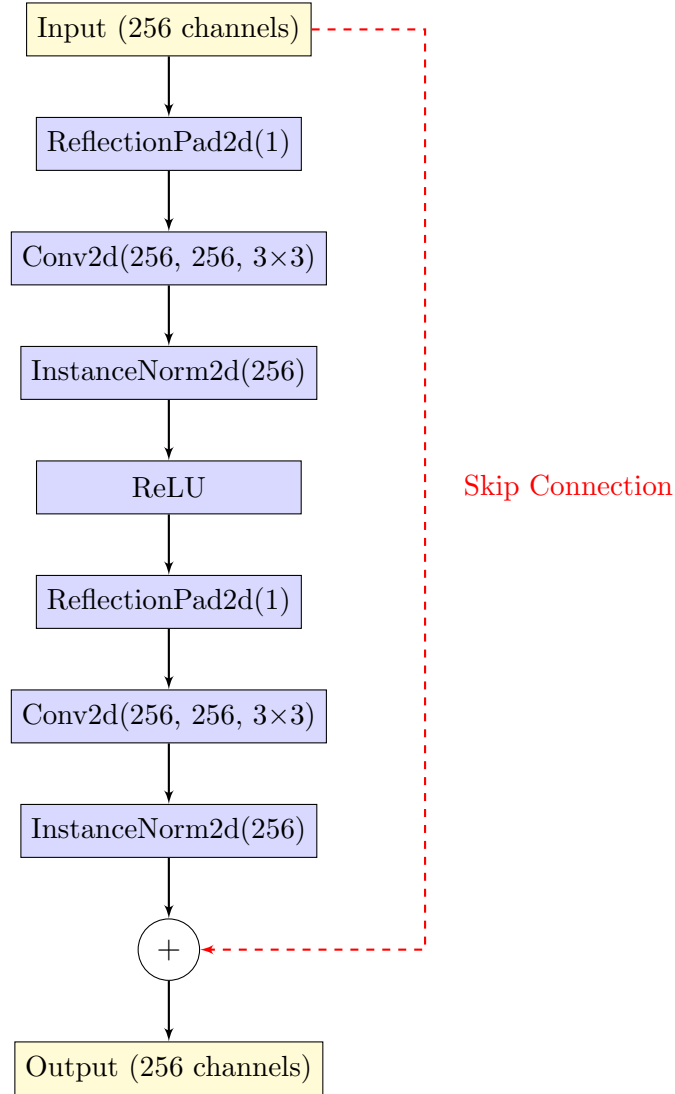 Input (256 channels)
ReflectionPad2d(1)
Conv2d(256, 256, 3×3)
InstanceNorm2d(256)
ReLU
Skip Connection
ReflectionPad2d(1)
Conv2d(256, 256, 3×3)
InstanceNorm2d(256)
+
Output (256 channels)